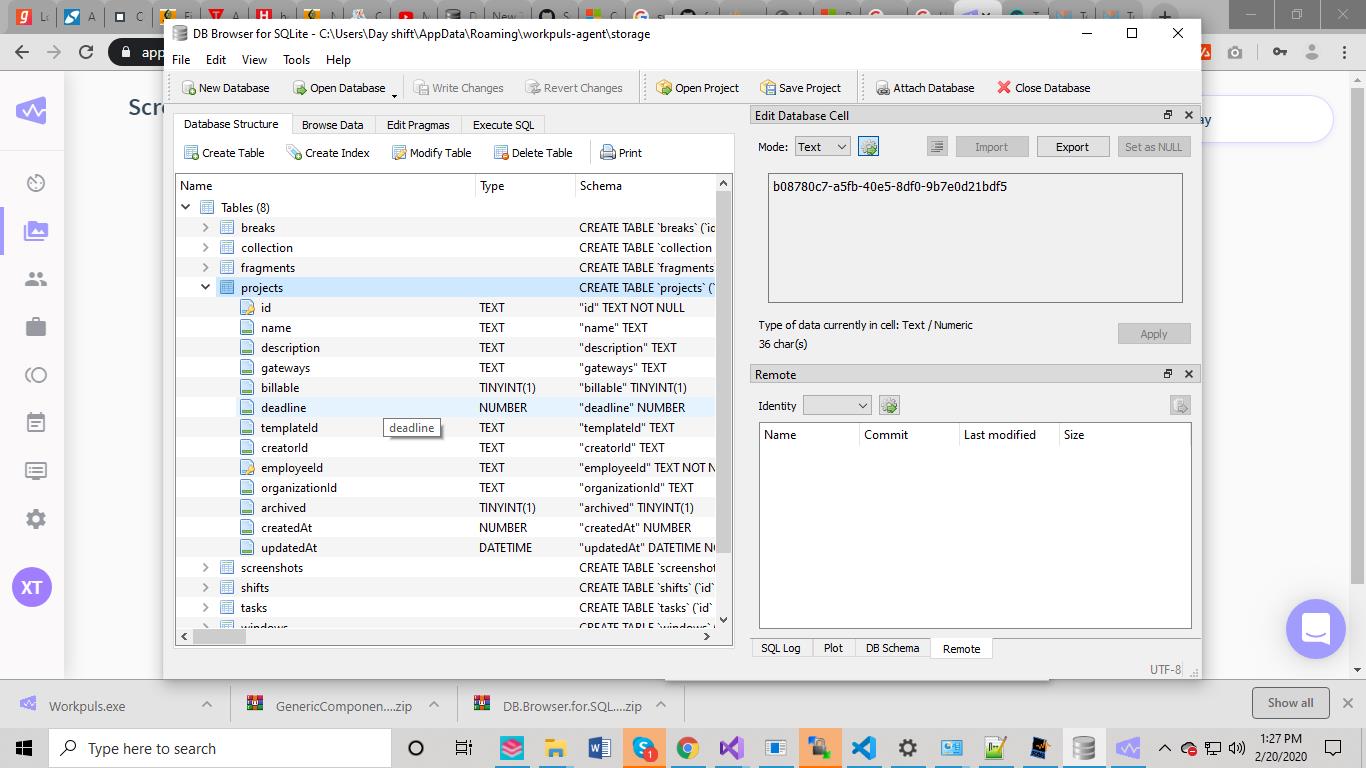 DB Browser for SQLite - C:\Users\Day shift\AppData\Roaming\workpuls-agent\storage
File Edit View Tools Help
New Database Open Database Write Changes Revert Changes Open Project Save Project Attach Database Close Database
Database Structure Browse Data Edit Pragmas Execute SQL
Create Table Create Index Modify Table Delete Table Print
Name Type Schema
Tables (8)
breaks CREATE TABLE `breaks` (`id
collection CREATE TABLE `collection
fragments CREATE TABLE `fragments
projects CREATE TABLE `projects` (`
id TEXT "id" TEXT NOT NULL
name TEXT "name" TEXT
description TEXT "description" TEXT
gateways TEXT "gateways" TEXT
billable TINYINT(1) "billable" TINYINT(1)
deadline NUMBER "deadline" NUMBER
templateId TEXT "templateId" TEXT
deadline
creatorId TEXT "creatorId" TEXT
employeeId TEXT "employeeId" TEXT NOT N
organizationId TEXT "organizationId" TEXT
archived TINYINT(1) "archived" TINYINT(1)
createdAt NUMBER "createdAt" NUMBER
updatedAt DATETIME "updatedAt" DATETIME NO
screenshots CREATE TABLE `screenshot
shifts CREATE TABLE `shifts` (`id`
tasks CREATE TABLE `tasks` (`id`
windows CREATE TABLE `windows` (
Edit Database Cell
Mode: Text Import Export Set as NULL
b08780c7-a5fb-40e5-8df0-9b7e0d21bdf5
Type of data currently in cell: Text / Numeric
36 char(s)
Apply
Remote
Identity
Name Commit Last modified Size
SQL Log Plot DB Schema Remote
UTF-8
app
Scre
ay
XT
Workpuls.exe GenericComponen....zip DB.Browser.for.SQL....zip Show all
Type here to search
1
1:27 PM
2/20/2020